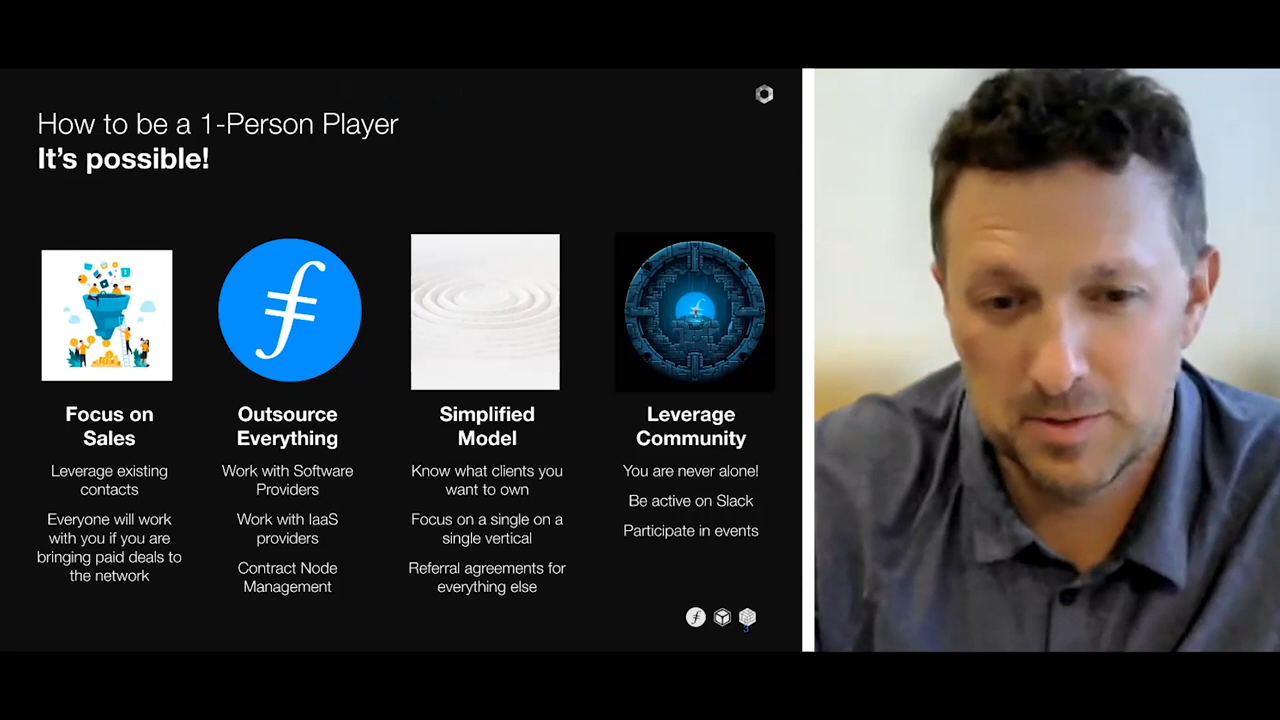 How to be a 1-Person Player
It's possible!
Focus on
Sales
Leverage existing
contacts
Everyone will work
with you if you are
bringing paid deals to
the network
Outsource
Everything
Work with Software
Providers
Work with IaaS
providers
Contract Node
Management
Simplified
Model
Know what clients you
want to own
Focus on a single on a
single vertical
Referral agreements for
everything else
Leverage
Community
You are never alone!
Be active on Slack
Participate in events
3